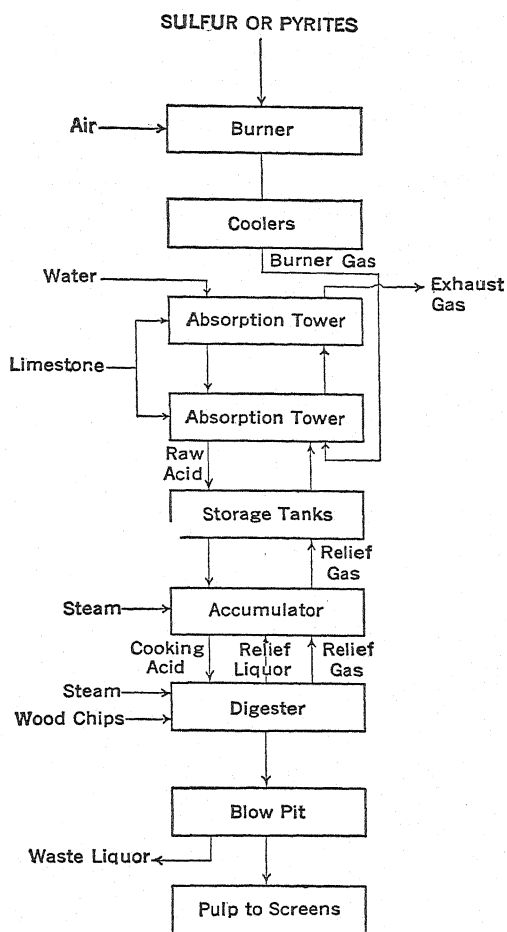 SULFUR OR PYRITES
Air
Burner
Coolers
Burner Gas
Water
Exhaust
Gas
Absorption Tower
Limestone
Absorption Tower
Raw
Acid
Storage Tanks
Relief
Gas
Steam
Accumulator
Cooking
Acid
Relief
Liquor
Relief
Gas
Steam
Wood Chips
Digester
Blow Pit
Waste Liquor
Pulp to Screens